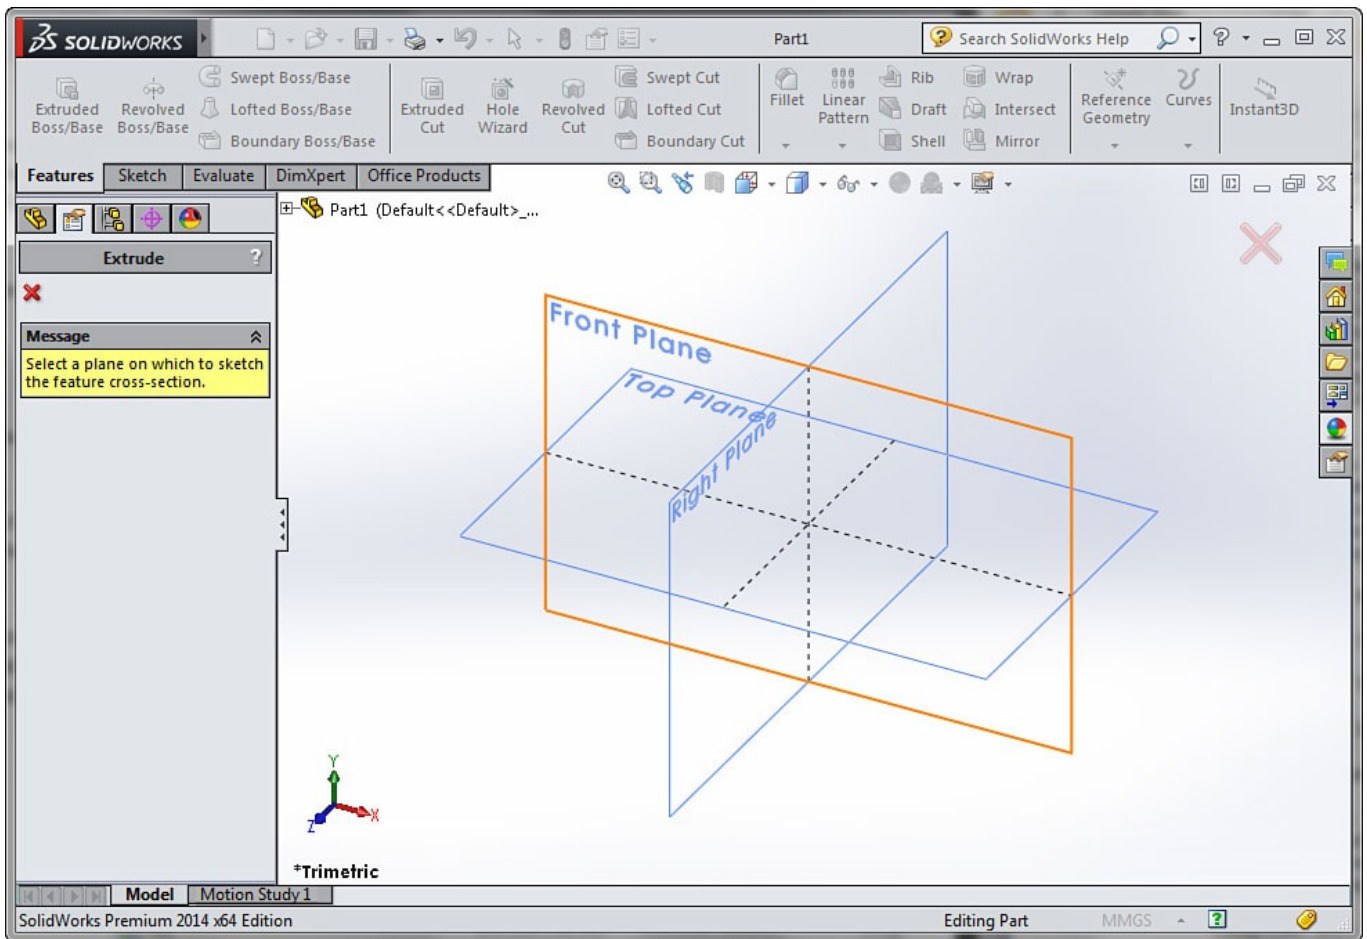 SOLIDWORKS
Part1
Search SolidWorks Help
Extruded Boss/Base
Revolved Boss/Base
Swept Boss/Base
Lofted Boss/Base
Boundary Boss/Base
Extruded Cut
Hole Wizard
Revolved Cut
Swept Cut
Lofted Cut
Boundary Cut
Fillet
Linear Pattern
Rib
Draft
Shell
Wrap
Intersect
Mirror
Reference Geometry
Curves
Instant3D
Features
Sketch
Evaluate
DimXpert
Office Products
Part1 (Default<<Default>_...
Extrude ?
Message
Select a plane on which to sketch
the feature cross-section.
Front Plane
Top Plane
Right Plane
Y
X
Z
*Trimetric
Model
Motion Study 1
SolidWorks Premium 2014 x64 Edition
Editing Part
MMGS